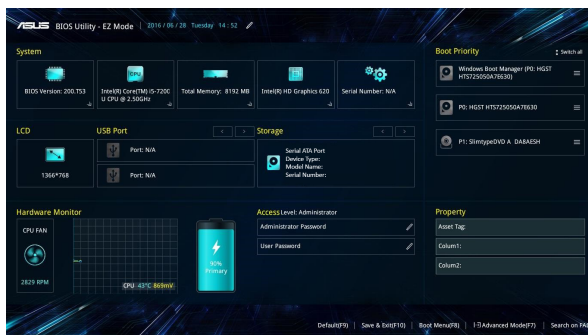 ASUS BIOS Utility - EZ Mode 2016/06/28 Tuesday 14:52
System
BIOS Version: 200.T53
Intel(R) Core(TM) i5-7200
U CPU @ 2.50GHz
Total Memory: 8192 MB
Intel(R) HD Graphics 620
Serial Number: N/A
LCD
1366*768
USB Port
Port: N/A
Port: N/A
Storage
Serial ATA Port
Device Type:
Model Name:
Serial Number:
Hardware Monitor
CPU FAN
2829 RPM
CPU 43°C 869mV
90%
Primary
Access Level: Administrator
Administrator Password
User Password
Boot Priority
Switch all
Windows Boot Manager (P0: HGST
HTS725050A7E630)
P0: HGST HTS725050A7E630
P1: SlimtypeDVD A DA8AESH
Property
Asset Tag:
Colum1:
Colum2:
Default(F9) Save & Exit(F10) Boot Menu(F8) Advanced Mode(F7) Search on